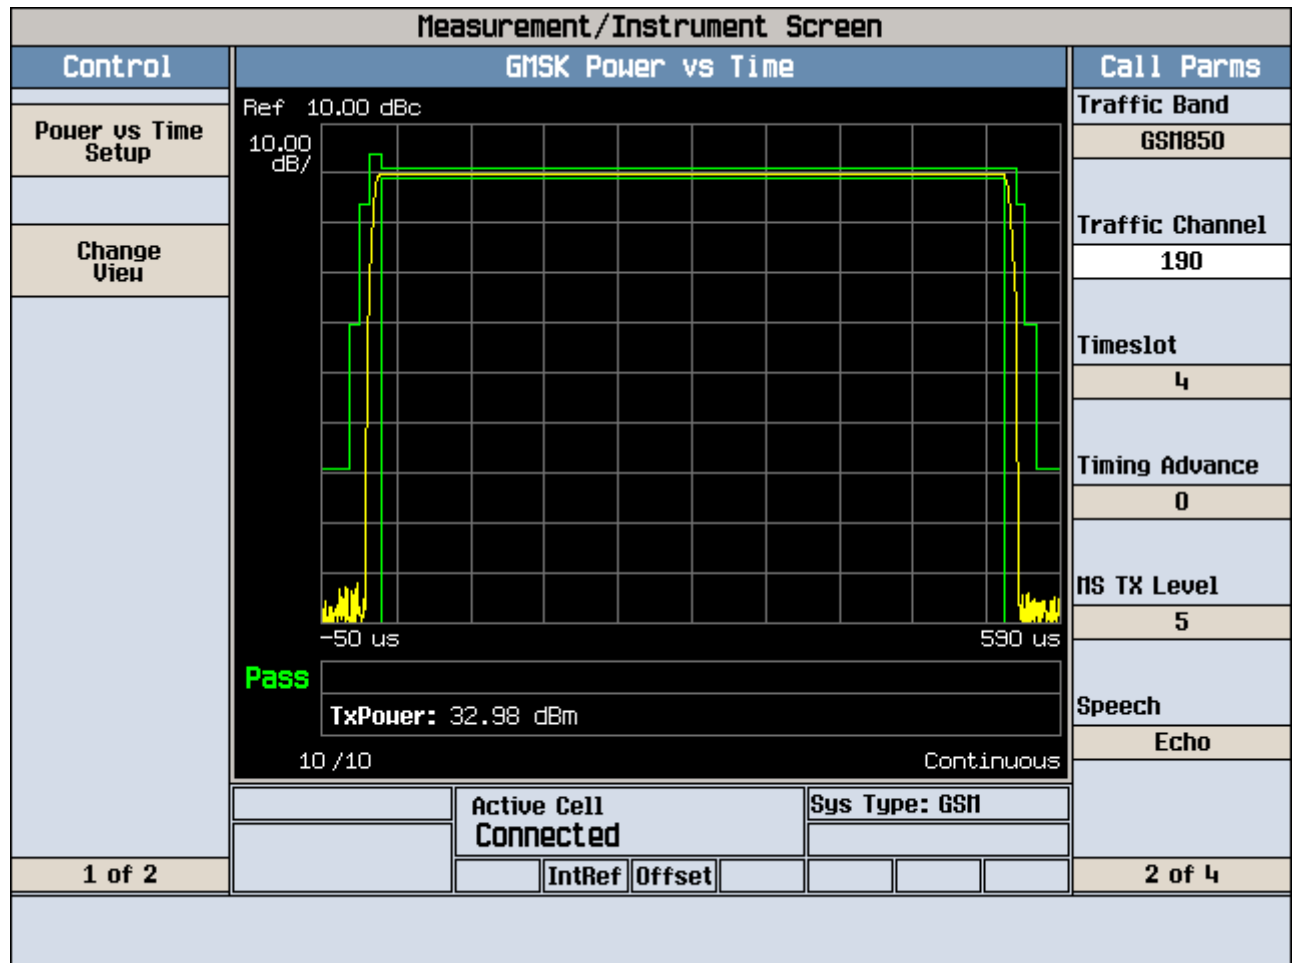 Measurement/Instrument Screen
Control
Power vs Time
Setup
Change
View
1 of 2
GMSK Power vs Time
Ref 10.00 dBc
10.00
dB/
-50 us
590 us
Pass
TxPower: 32.98 dBm
10/10
Continuous
Active Cell
Connected
Sys Type: GSM
IntRef
Offset
Call Parms
Traffic Band
GSM850
Traffic Channel
190
Timeslot
4
Timing Advance
0
MS TX Level
5
Speech
Echo
2 of 4